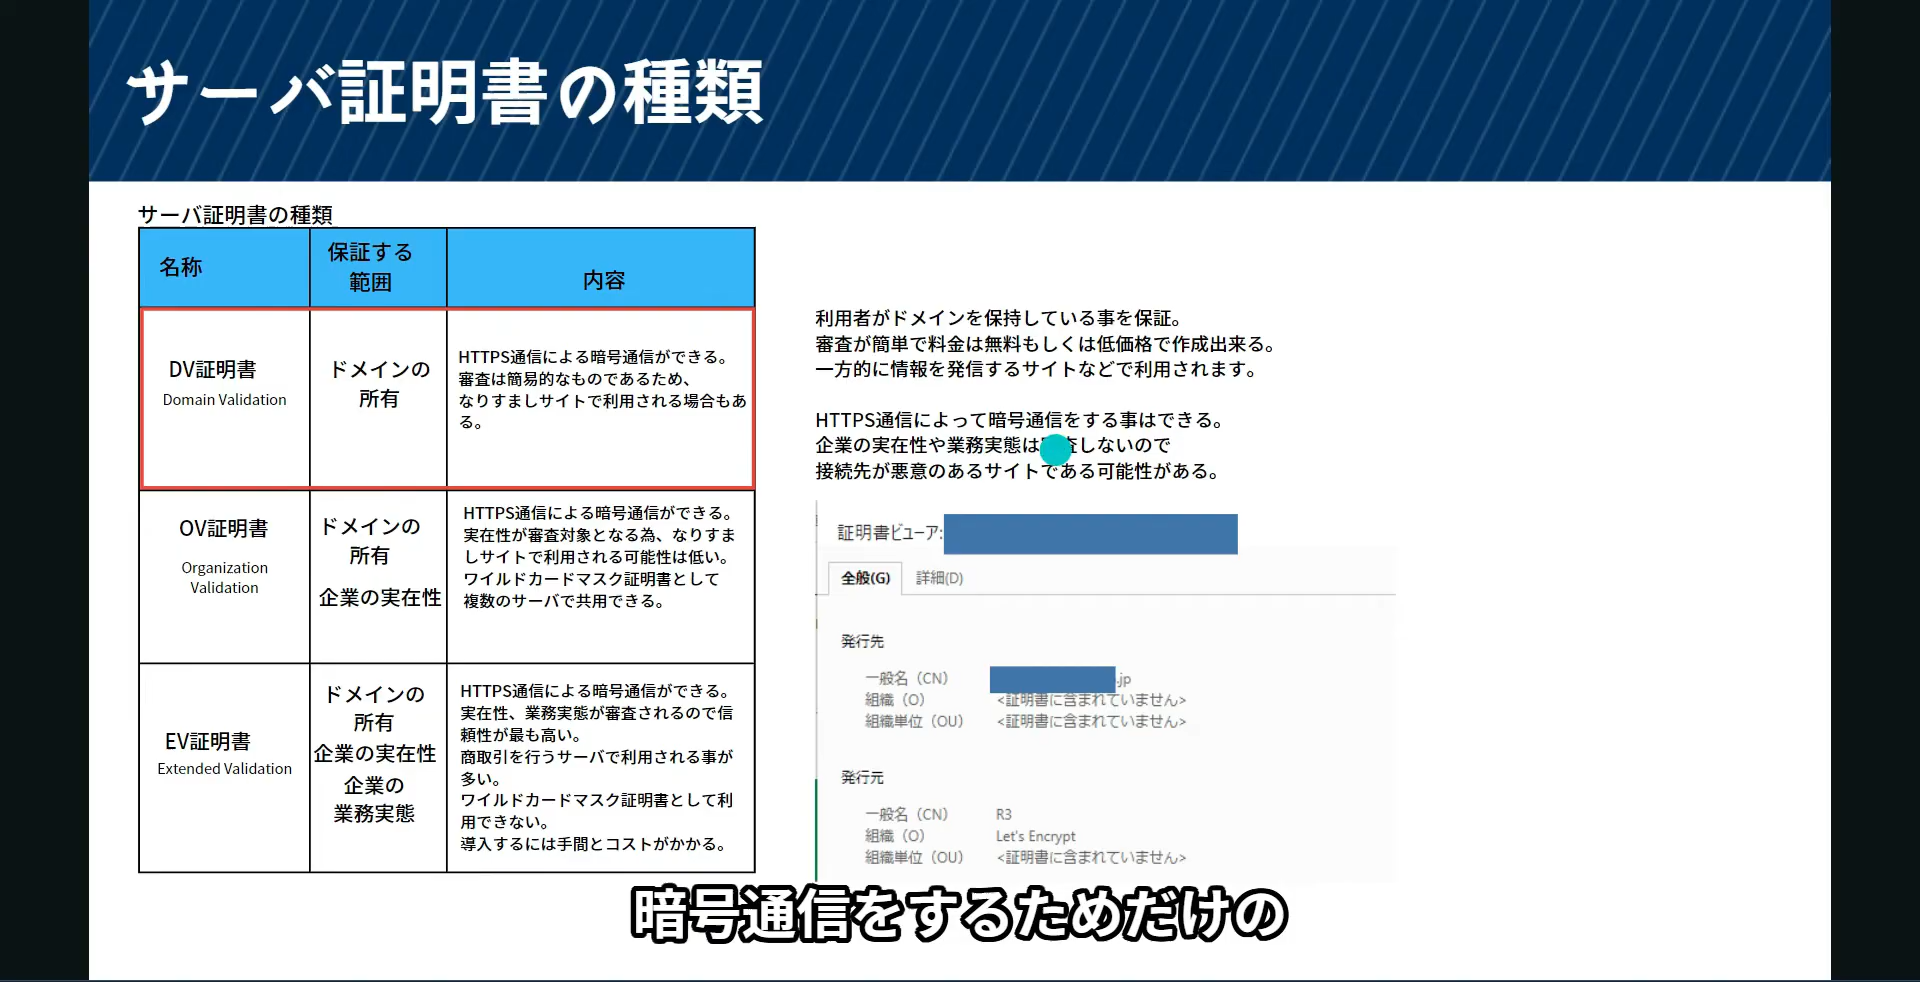 サーバ証明書の種類
サーバ証明書の種類
名称
保証する
範囲
内容
DV証明書
Domain Validation
ドメインの
所有
HTTPS通信による暗号通信ができる。
審査は簡易的なものであるため、
なりすましサイトで利用される場合もあ
る。
OV証明書
Organization
Validation
ドメインの
所有
企業の実在性
HTTPS通信による暗号通信ができる。
実在性が審査対象となる為、なりすま
しサイトで利用される可能性は低い。
ワイルドカードマスク証明書として
複数のサーバで共用できる。
EV証明書
Extended Validation
ドメインの
所有
企業の実在性
企業の
業務実態
HTTPS通信による暗号通信ができる。
実在性、業務実態が審査されるので信
頼性が最も高い。
商取引を行うサーバで利用される事が
多い。
ワイルドカードマスク証明書として利
用できない。
導入するには手間とコストがかかる。
利用者がドメインを保持している事を保証。
審査が簡単で料金は無料もしくは低価格で作成出来る。
一方的に情報を発信するサイトなどで利用されます。
HTTPS通信によって暗号通信をする事はできる。
企業の実在性や業務実態は審査しないので
接続先が悪意のあるサイトである可能性がある。
証明書ビューア:
全般(G) 詳細(D)
発行先
一般名（CN） .jp
組織（O） <証明書に含まれていません>
組織単位（OU） <証明書に含まれていません>
発行元
一般名（CN） R3
組織（O） Let's Encrypt
組織単位（OU） <証明書に含まれていません>
暗号通信をするためだけの